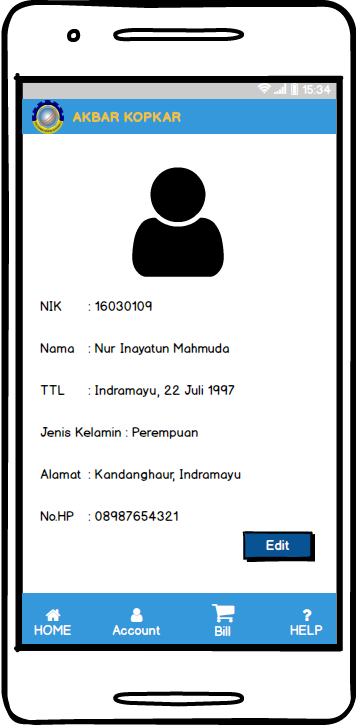 15:34
AKBAR KOPKAR
NIK : 16030109
Nama : Nur Inayatun Mahmuda
TTL : Indramayu, 22 Juli 1997
Jenis Kelamin : Perempuan
Alamat : Kandanghaur, Indramayu
No.HP : 08987654321
Edit
HOME Account Bill HELP